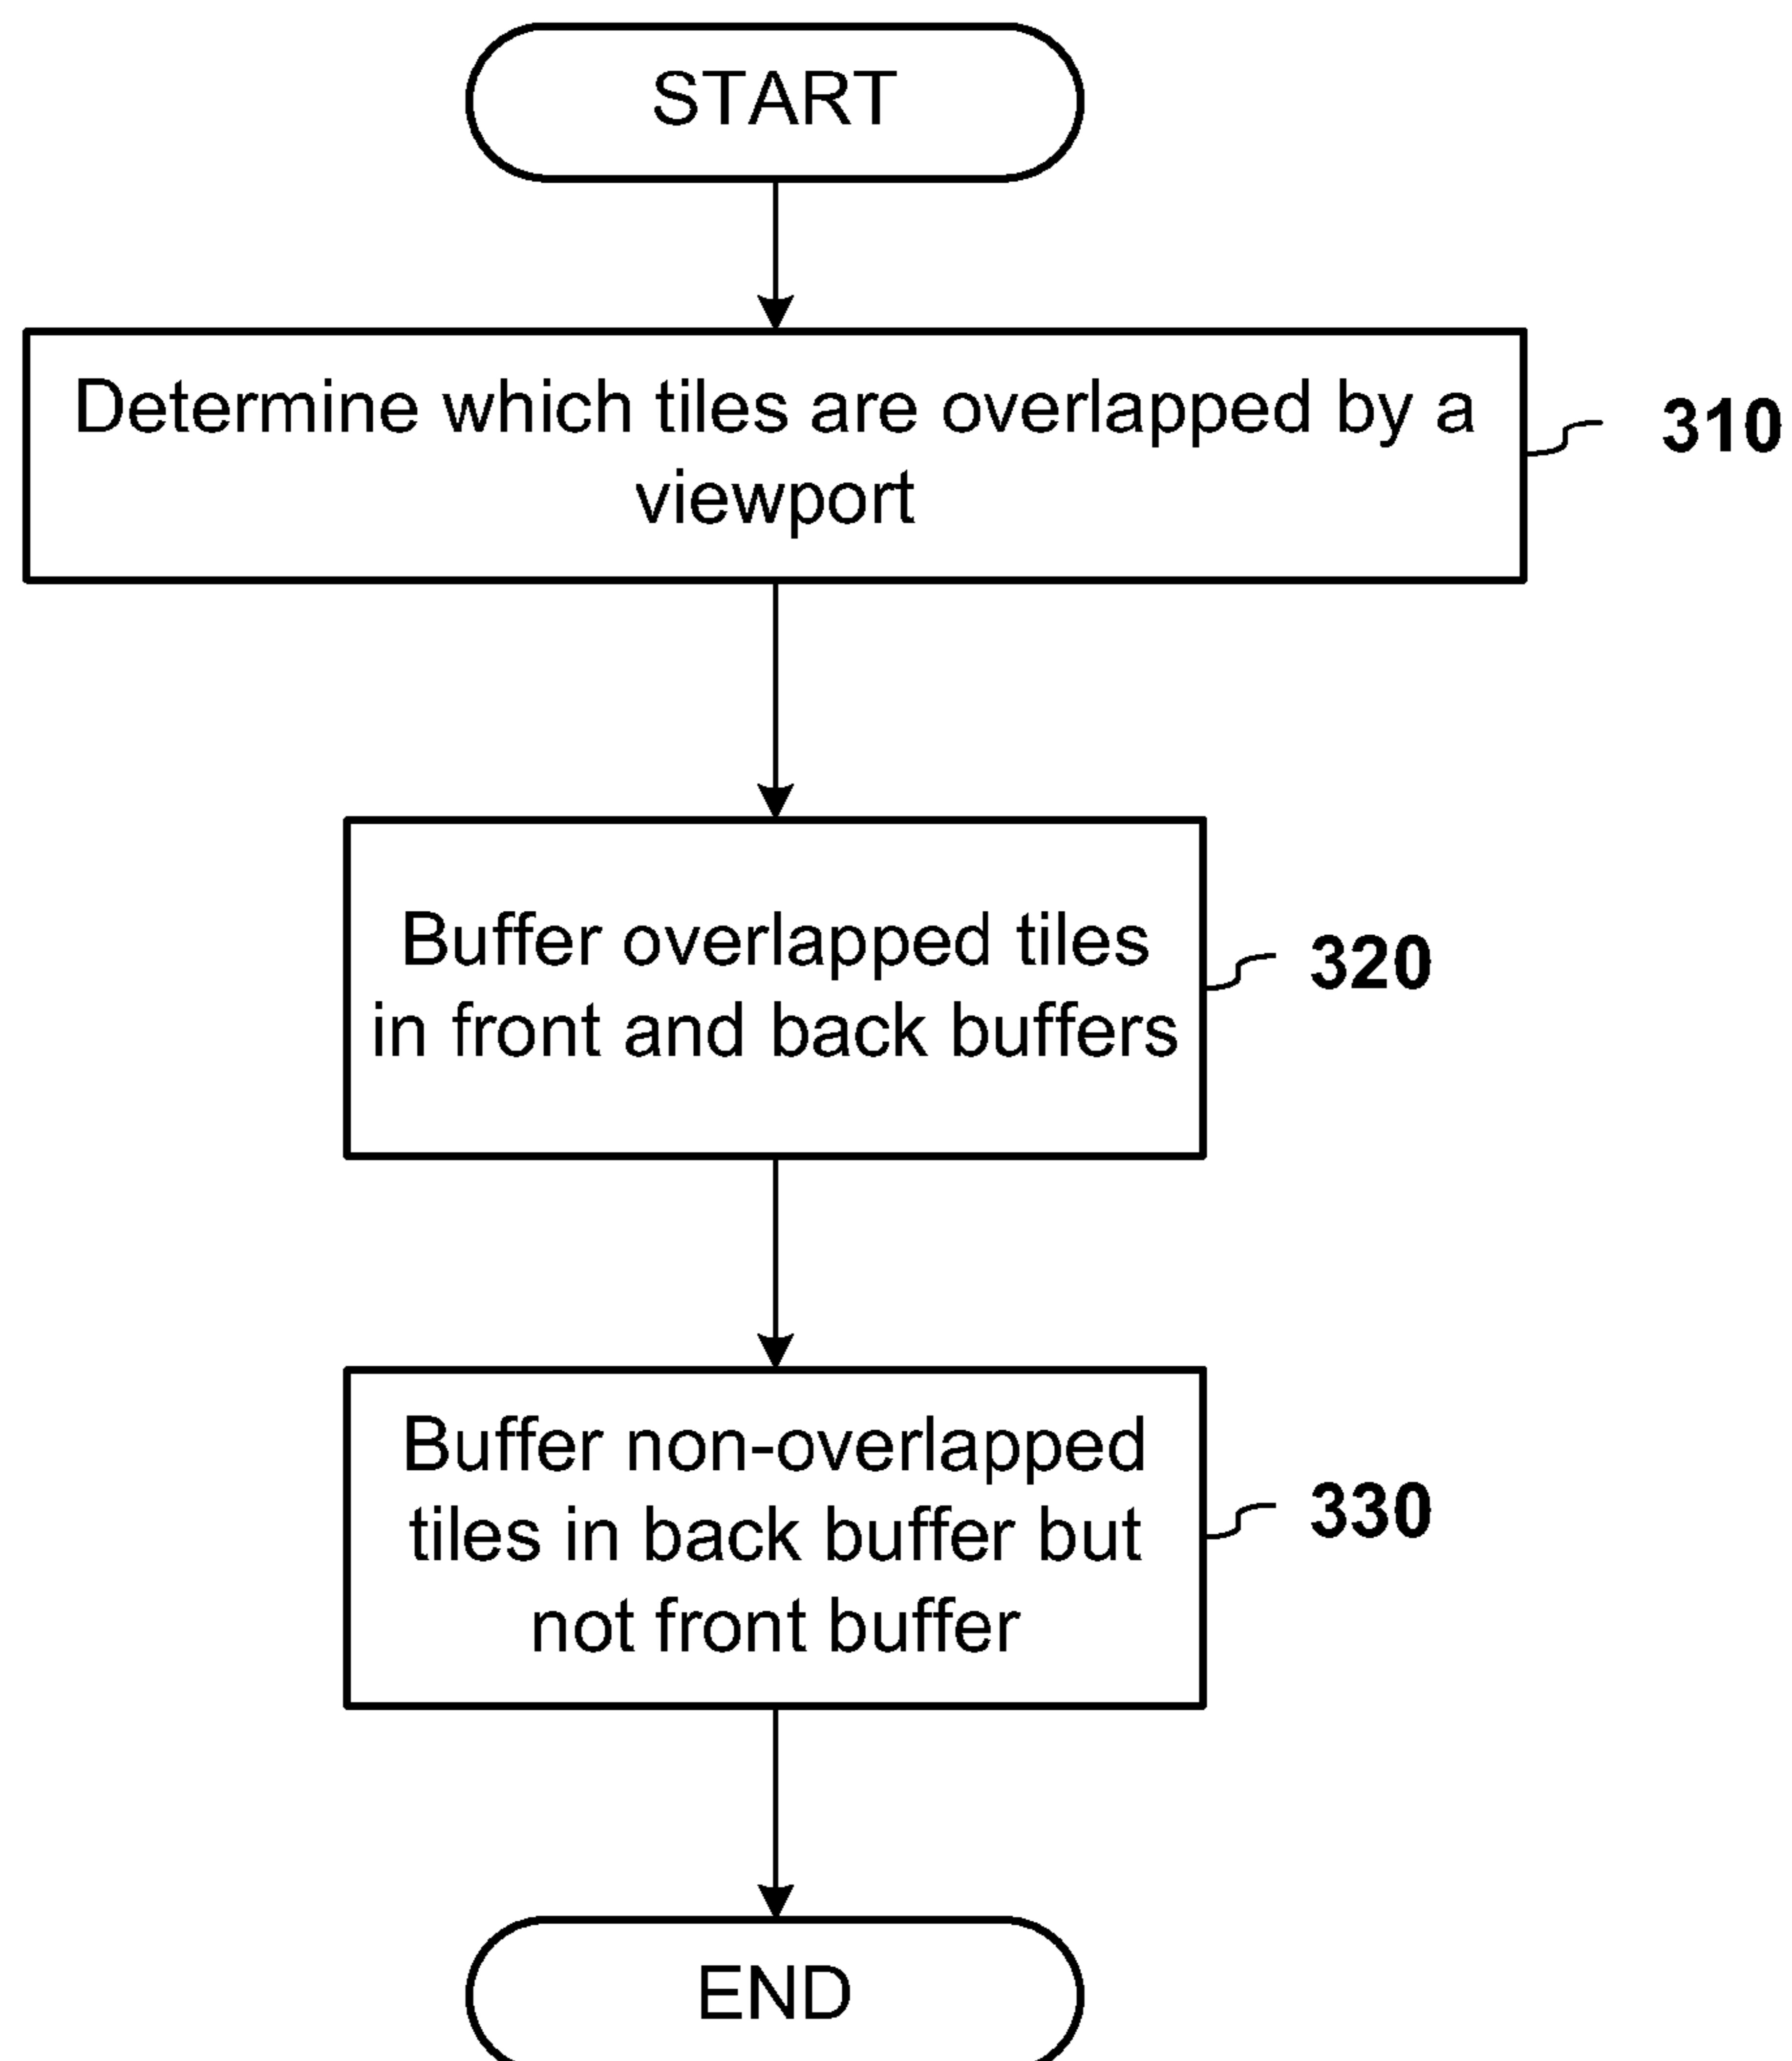 START
Determine which tiles are overlapped by a
viewport
310
Buffer overlapped tiles
in front and back buffers
320
Buffer non-overlapped
tiles in back buffer but
not front buffer
330
END